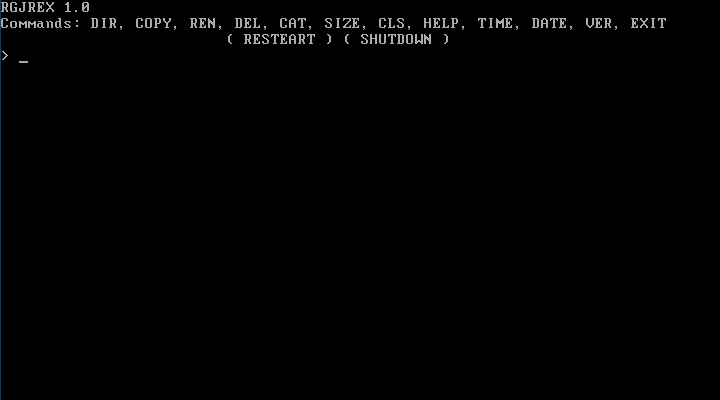 RGJREX 1.0
Commands: DIR, COPY, REN, DEL, CAT, SIZE, CLS, HELP, TIME, DATE, VER, EXIT
( RESTEART ) ( SHUTDOWN )
> _